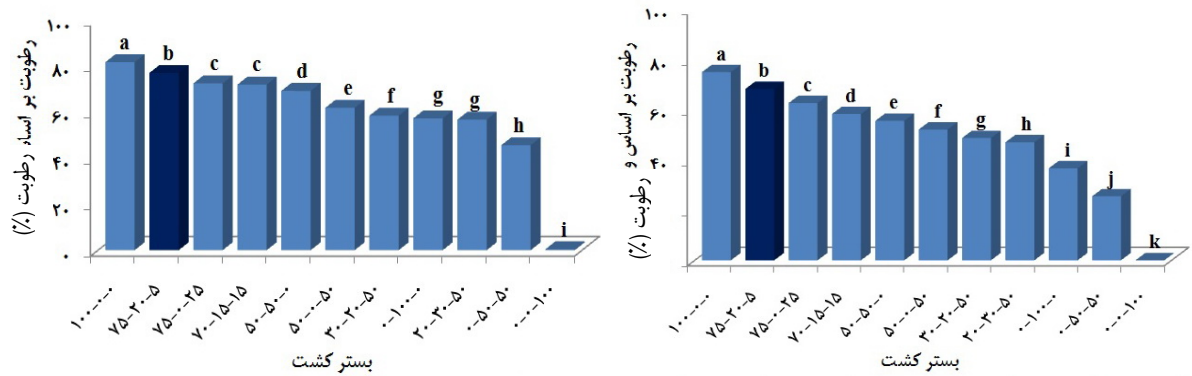 رطوبت بر اساﺀ رطوبت (٪)
۱۰۰
۸۰
۶۰
۴۰
۲۰
۰
a
b
c
c
d
e
f
g
g
h
i
۱۰۰-۰-۰
۷۵-۲۰-۵
۷۵-۰-۲۵
۷۰-۱۵-۱۵
۵۰-۵۰-۰
۵۰-۰-۵۰
۳۰-۲۰-۵۰
۰-۱۰۰-۰
۲۰-۳۰-۵۰
۰-۵۰-۵۰
۰-۰-۱۰۰
بستر کشت
رطوبت بر اساس و رطوبت (٪)
۱۰۰
۸۰
۶۰
۴۰
a
b
c
d
e
f
g
h
i
j
k
۱۰۰-۰-۰
۷۵-۲۰-۵
۷۵-۰-۲۵
۷۰-۱۵-۱۵
۵۰-۵۰-۰
۵۰-۰-۵۰
۳۰-۲۰-۵۰
۲۰-۳۰-۵۰
۰-۱۰۰-۰
۰-۵۰-۵۰
۰-۰-۱۰۰
بستر کشت